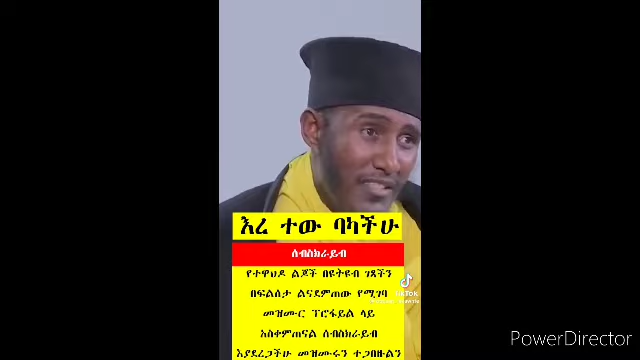 እረ ተው ባካችሁ
ሰብስክራይብ
የተዋህዶ ልጆች በዩትዩብ ገጻችን
በፍልሰታ ልናደምጠው የሚገባ
መዝሙር ፕሮፋይል ላይ
አስቀምጠናል ሰብስክራይብ
እያደረጋችሁ መዝሙሩን ተጋበዙልን
TikTok
PowerDirector